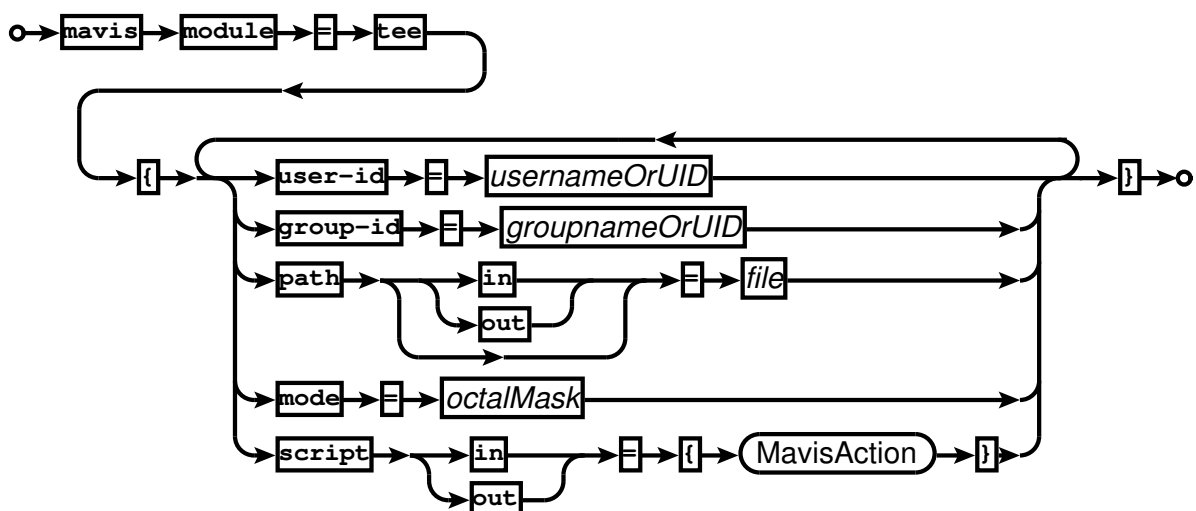 mavis module = tee
{ user-id = usernameOrUID }
group-id = groupnameOrUID
path in = file
out
mode = octalMask
script in = { MavisAction }
out